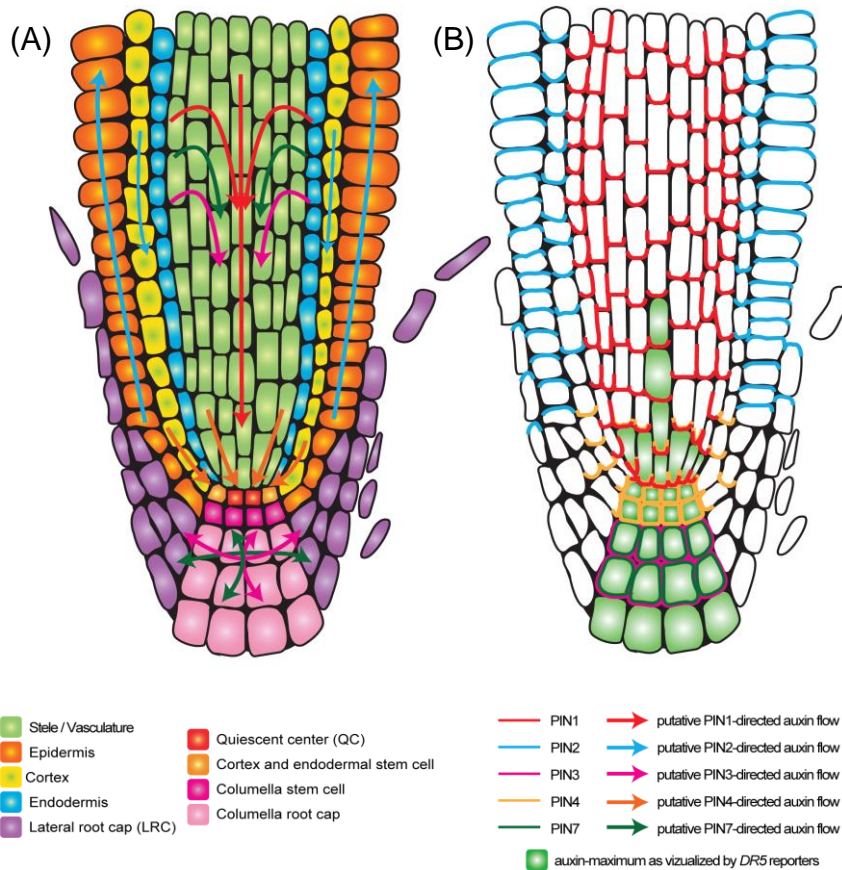 (A)
(B)
Stele / Vasculature
Epidermis
Cortex
Endodermis
Lateral root cap (LRC)
Quiescent center (QC)
Cortex and endodermal stem cell
Columella stem cell
Columella root cap
PIN1 putative PIN1-directed auxin flow
PIN2 putative PIN2-directed auxin flow
PIN3 putative PIN3-directed auxin flow
PIN4 putative PIN4-directed auxin flow
PIN7 putative PIN7-directed auxin flow
auxin-maximum as vizualized by DR5 reporters